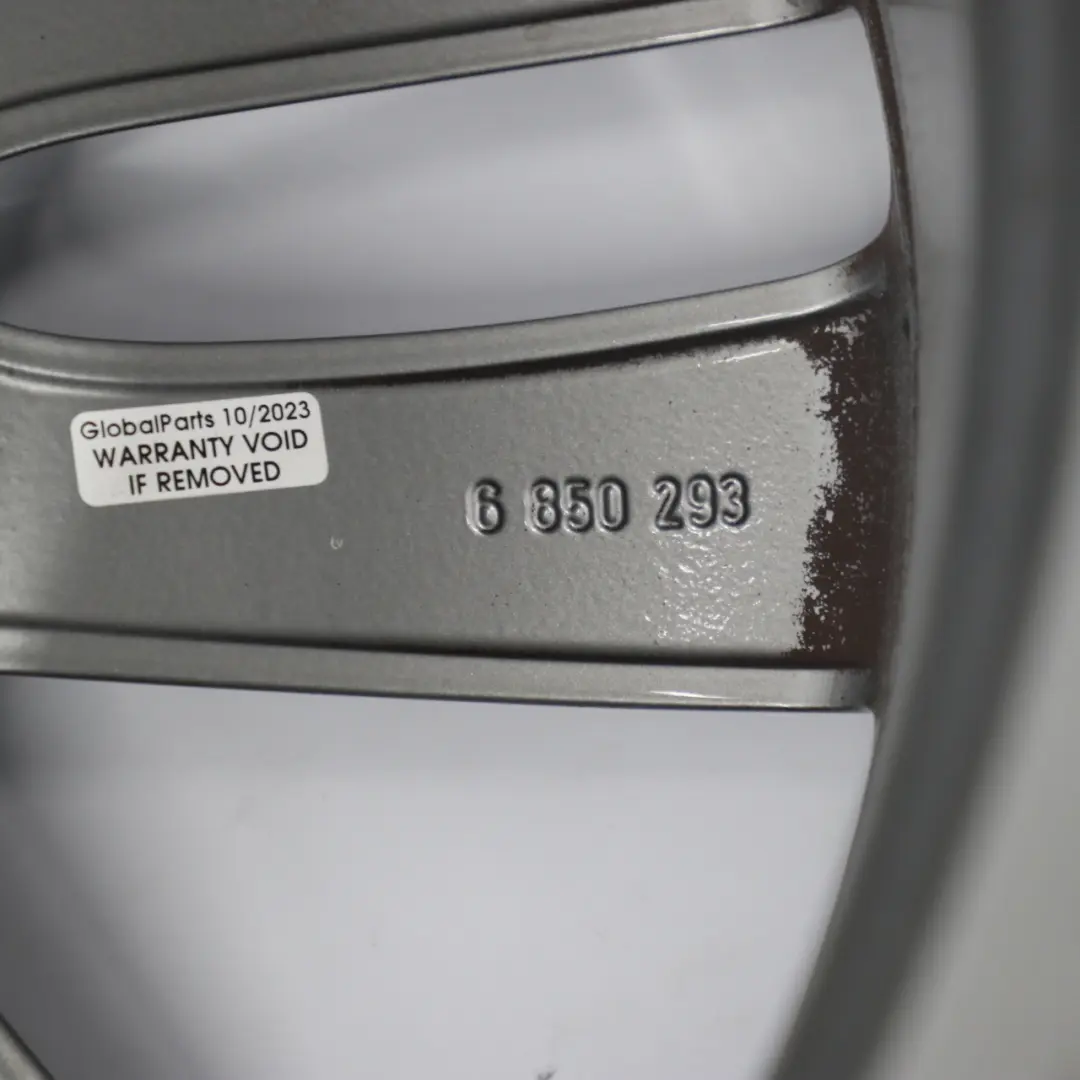 GlobalParts 10/2023
WARRANTY VOID
IF REMOVED
6 850 293